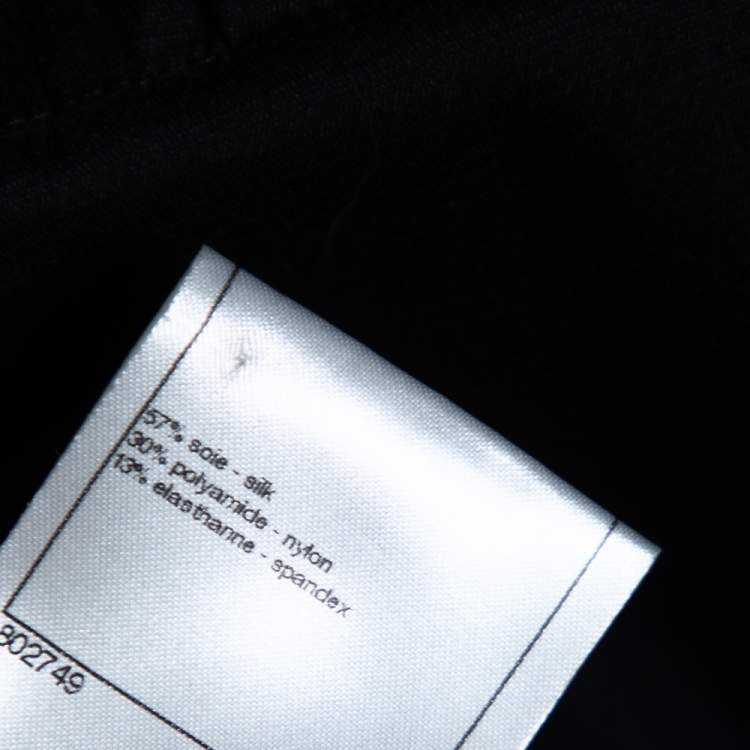 57% soie - silk
30% polyamide - nylon
13% elasthanne - spandex
802749